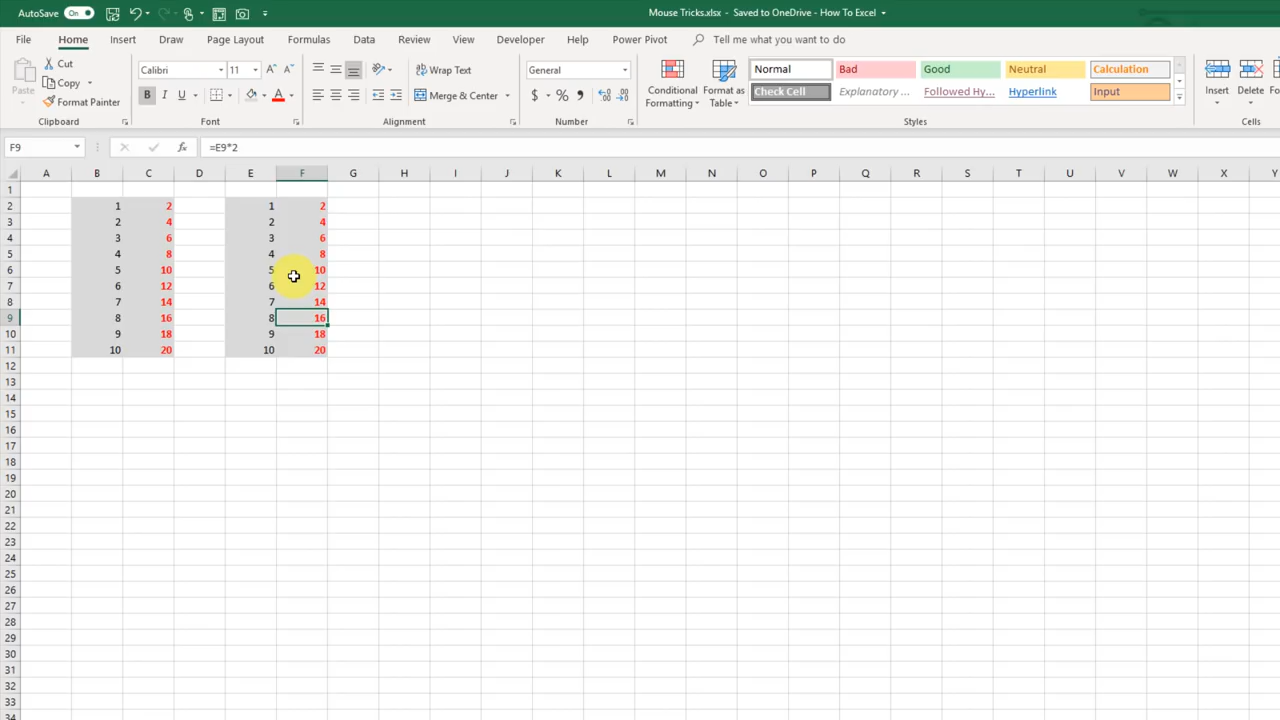 AutoSave On Mouse Tricks.xlsx - Saved to OneDrive - How To Excel
File Home Insert Draw Page Layout Formulas Data Review View Developer Help Power Pivot Tell me what you want to do
Paste Cut Copy Format Painter Clipboard
Calibri 11 B I U A Font
Wrap Text Merge & Center Alignment
General $ % , Number
Conditional Formatting Format as Table
Normal Bad Good Neutral Calculation
Check Cell Explanatory ... Followed Hy... Hyperlink Input
Styles
Insert Delete Cells
F9 fx =E9*2
A B C D E F G H I J K L M N O P Q R S T U V W X Y
1
2 1 2 1 2
3 2 4 2 4
4 3 6 3 6
5 4 8 4 8
6 5 10 5 10
7 6 12 6 12
8 7 14 7 14
9 8 16 8 16
10 9 18 9 18
11 10 20 10 20
12
13
14
15
16
17
18
19
20
21
22
23
24
25
26
27
28
29
30
31
32
33
34